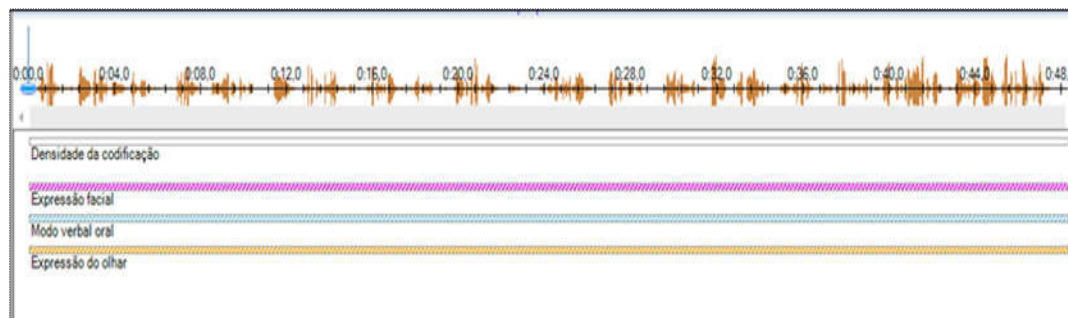 0:00.0 0:04.0 0:08.0 0:12.0 0:16.0 0:20.0 0:24.0 0:28.0 0:32.0 0:36.0 0:40.0 0:44.0 0:48.
Densidade da codificação
Expressão facial
Modo verbal oral
Expressão do olhar